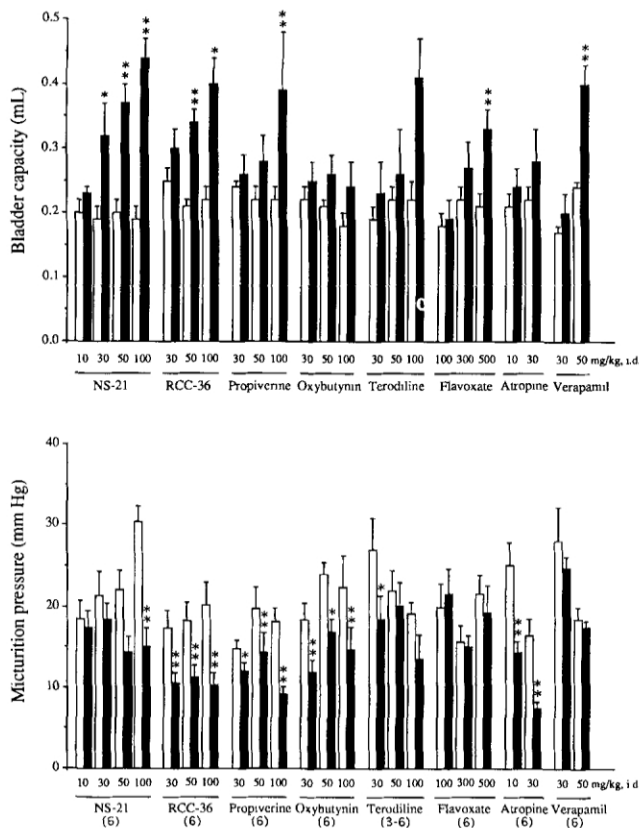 Bladder capacity (mL)
0.5
0.4
0.3
0.2
0.1
0.0
* ** ** **
** *
**
**
**
10 30 50 100 30 50 100 30 50 100 30 50 100 30 50 100 100 300 500 10 30 30 50 mg/kg, i.d
NS-21 RCC-36 Propiverine Oxybutynin Terodiline Flavoxate Atropine Verapamil
Micturition pressure (mm Hg)
40
30
20
10
0
**
** ** **
* ** **
** * **
*
** **
10 30 50 100 30 50 100 30 50 100 30 50 100 30 50 100 100 300 500 10 30 30 50 mg/kg, i d
NS-21 RCC-36 Propiverine Oxybutynin Terodiline Flavoxate Atropine Verapamil
(6) (6) (6) (6) (3-6) (6) (6) (6)